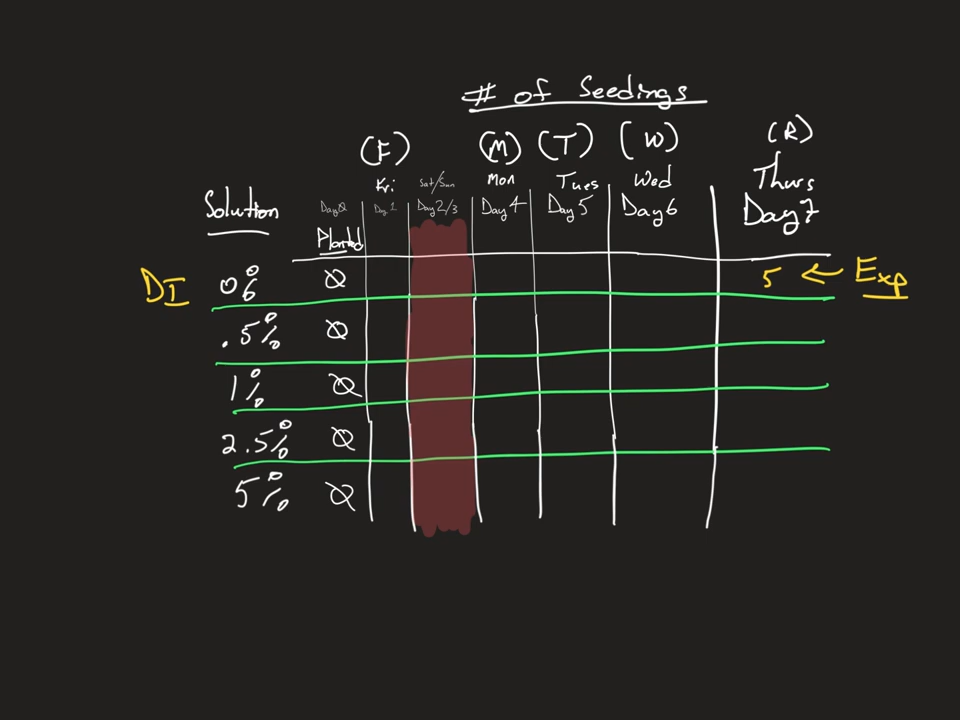 # of Seedings
(F) (M) (T) (W) (R)
Fri Sat/Sun Mon Tues Wed Thurs
Solution Day 0 Day 1 Day 2/3 Day 4 Day 5 Day 6 Day 7
Planted
DI 0% Ø 5 ← Exp
.5% Ø
1% Ø
2.5% Ø
5% Ø